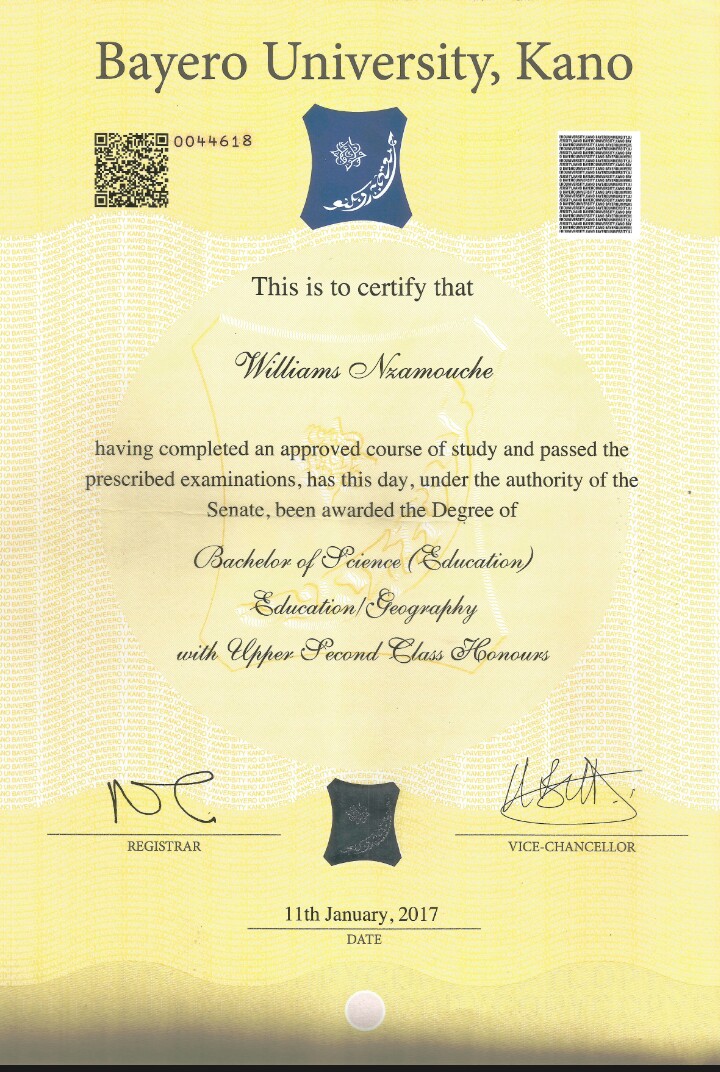 Bayero University, Kano
0044618
This is to certify that
Williams Nzamouche
having completed an approved course of study and passed the
prescribed examinations, has this day, under the authority of the
Senate, been awarded the Degree of
Bachelor of Science (Education)
Education/Geography
with Upper Second Class Honours
REGISTRAR
VICE-CHANCELLOR
11th January, 2017
DATE